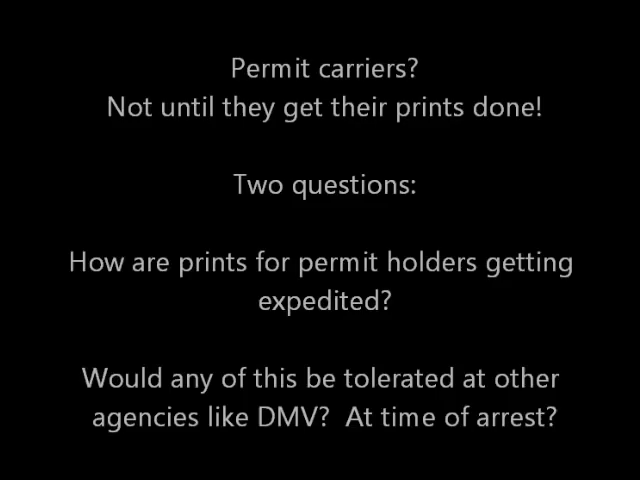 Permit carriers?
Not until they get their prints done!
Two questions:
How are prints for permit holders getting
expedited?
Would any of this be tolerated at other
agencies like DMV?  At time of arrest?